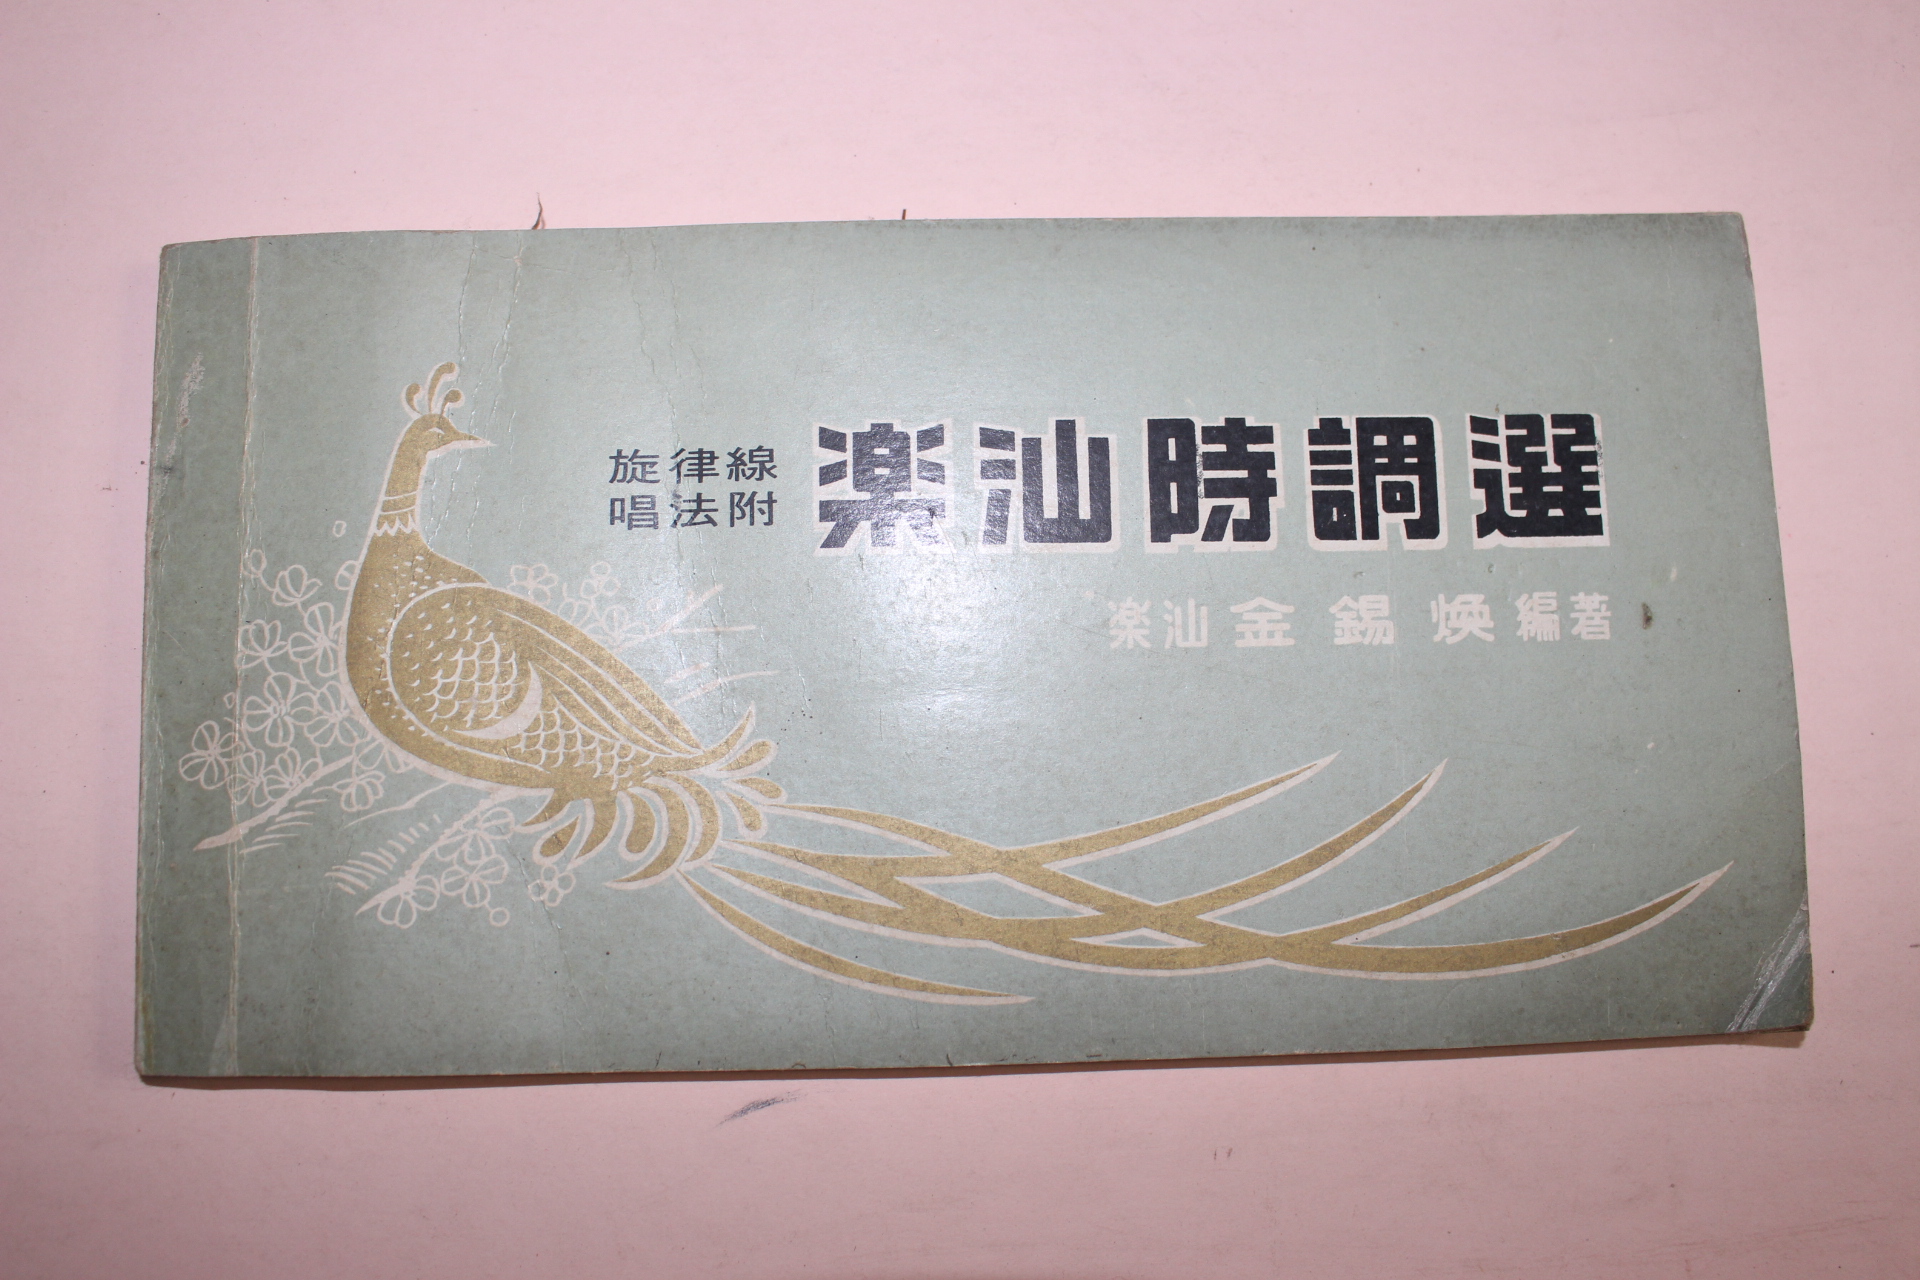 旋律線
唱法附
楽汕時調選
楽汕 金錫煥 編著